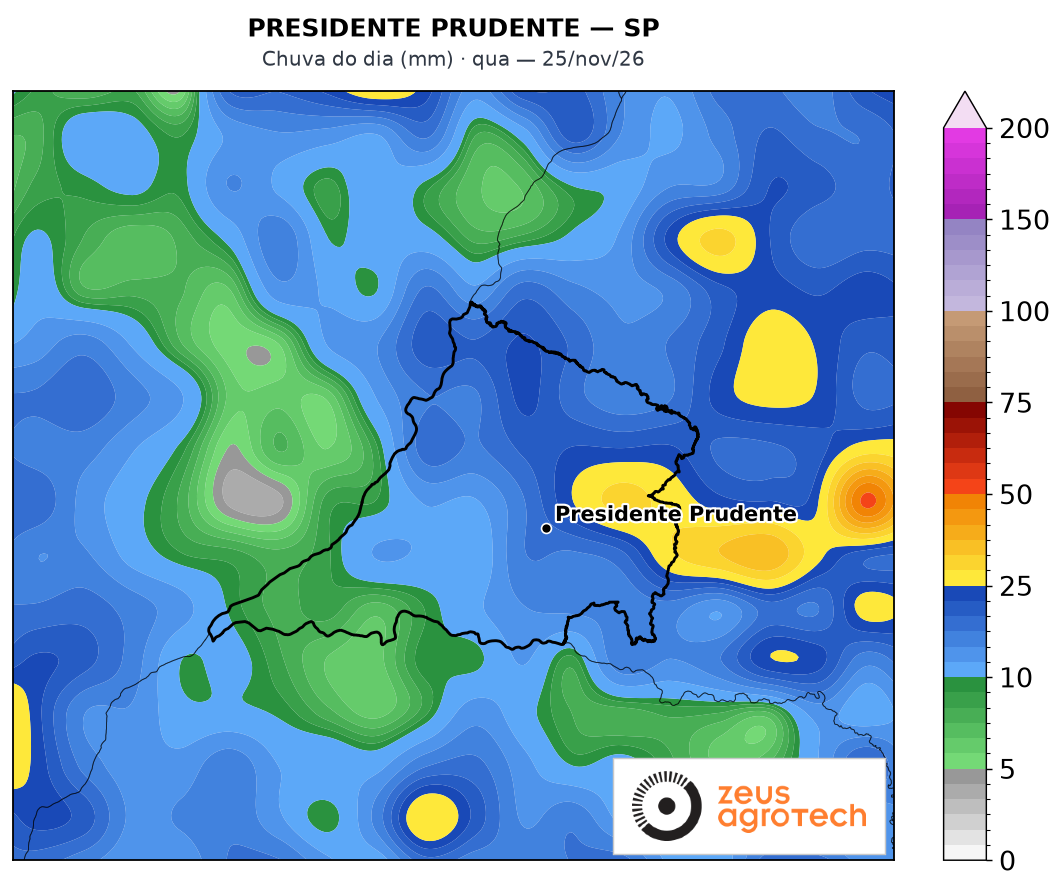 PRESIDENTE PRUDENTE — SP
Chuva do dia (mm) · qua — 25/nov/26
200
150
100
75
50
25
10
5
0
Presidente Prudente
zeus
agrotech